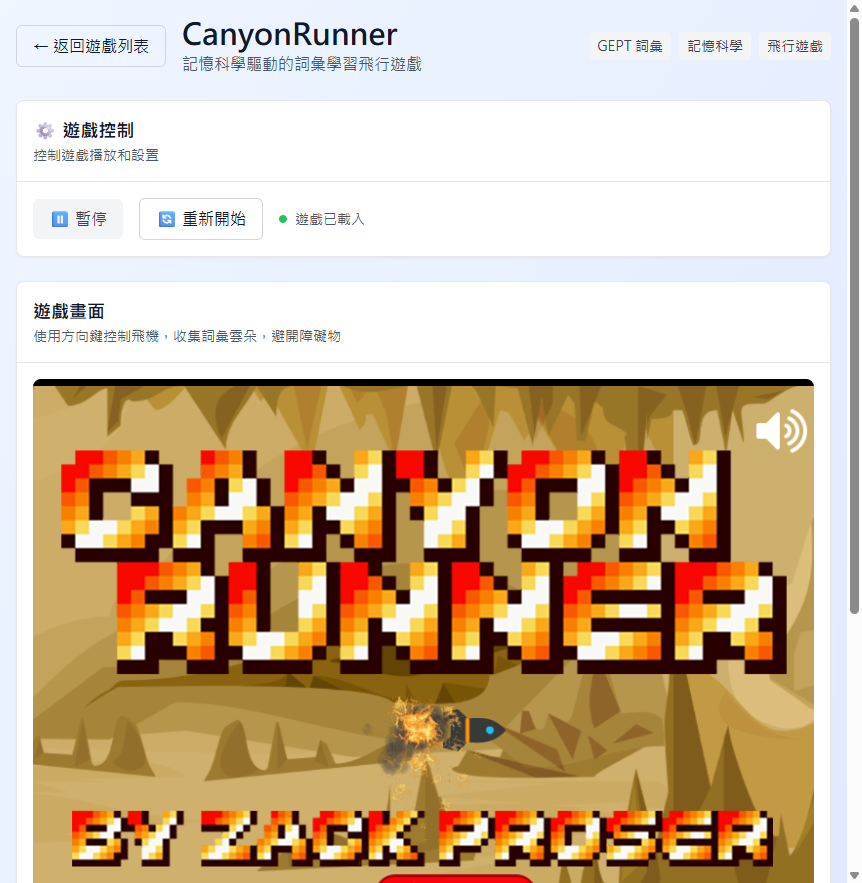 ← 返回遊戲列表
CanyonRunner
記憶科學驅動的詞彙學習飛行遊戲
GEPT 詞彙
記憶科學
飛行遊戲
遊戲控制
控制遊戲播放和設置
暫停
重新開始
遊戲已載入
遊戲畫面
使用方向鍵控制飛機，收集詞彙雲朵，避開障礙物
CANYON
RUNNER
BY ZACK PROSER